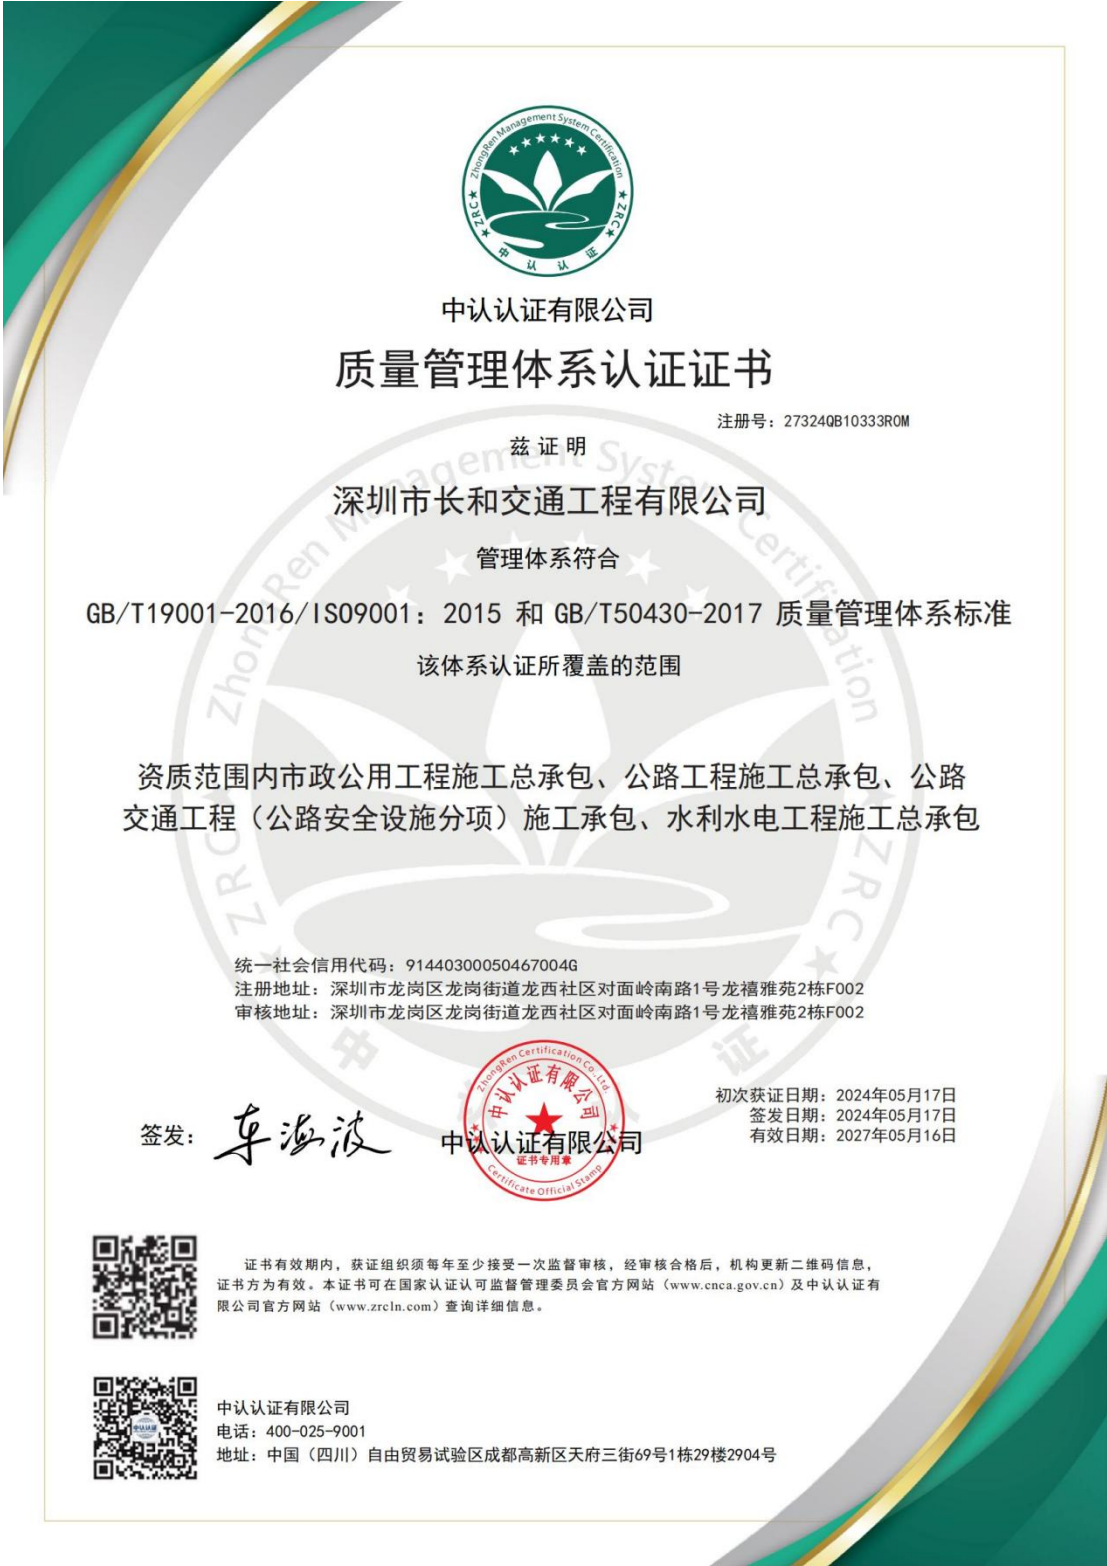 ZhongRen Management System Certification
★ZRC★ ★ZRC★
中认认证
中认认证有限公司
质量管理体系认证证书
注册号：27324QB10333R0M
兹证明
深圳市长和交通工程有限公司
管理体系符合
GB/T19001-2016/ISO9001：2015 和 GB/T50430-2017 质量管理体系标准
该体系认证所覆盖的范围
资质范围内市政公用工程施工总承包、公路工程施工总承包、公路
交通工程（公路安全设施分项）施工承包、水利水电工程施工总承包
统一社会信用代码：91440300050467004G
注册地址：深圳市龙岗区龙岗街道龙西社区对面岭南路1号龙禧雅苑2栋F002
审核地址：深圳市龙岗区龙岗街道龙西社区对面岭南路1号龙禧雅苑2栋F002
初次获证日期：2024年05月17日
签发日期：2024年05月17日
有效日期：2027年05月16日
签发：车海波
中认认证有限公司
ZhongRen Certification Co.,Ltd.
中认认证有限公司
证书专用章
Certificate Official Stamp
证书有效期内，获证组织须每年至少接受一次监督审核，经审核合格后，机构更新二维码信息，
证书方为有效。本证书可在国家认证认可监督管理委员会官方网站（www.cnca.gov.cn）及中认认证有
限公司官方网站（www.zrcln.com）查询详细信息。
中认认证
中认认证有限公司
电话：400-025-9001
地址：中国（四川）自由贸易试验区成都高新区天府三街69号1栋29楼2904号